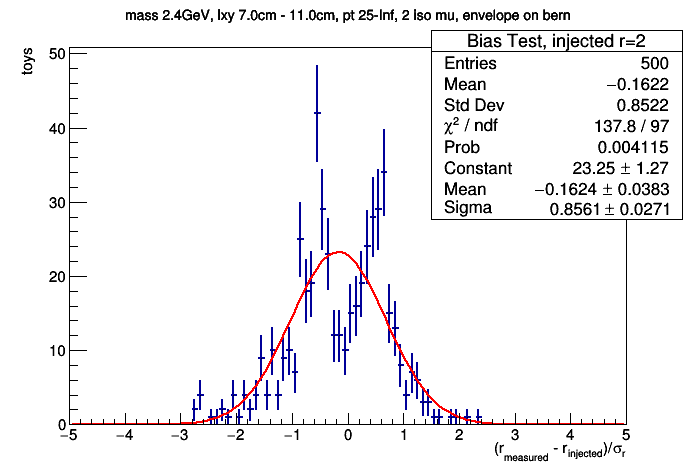 mass 2.4GeV, lxy 7.0cm - 11.0cm, pt 25-Inf, 2 iso mu, envelope on bern
Bias Test, injected r=2
Entries 500
Mean −0.1622
Std Dev 0.8522
χ² / ndf 137.8 / 97
Prob 0.004115
Constant 23.25 ± 1.27
Mean −0.1624 ± 0.0383
Sigma 0.8561 ± 0.0271
toys
50
40
30
20
10
0
−5 −4 −3 −2 −1 0 1 2 3 4 5
(r_measured - r_injected)/σ_r